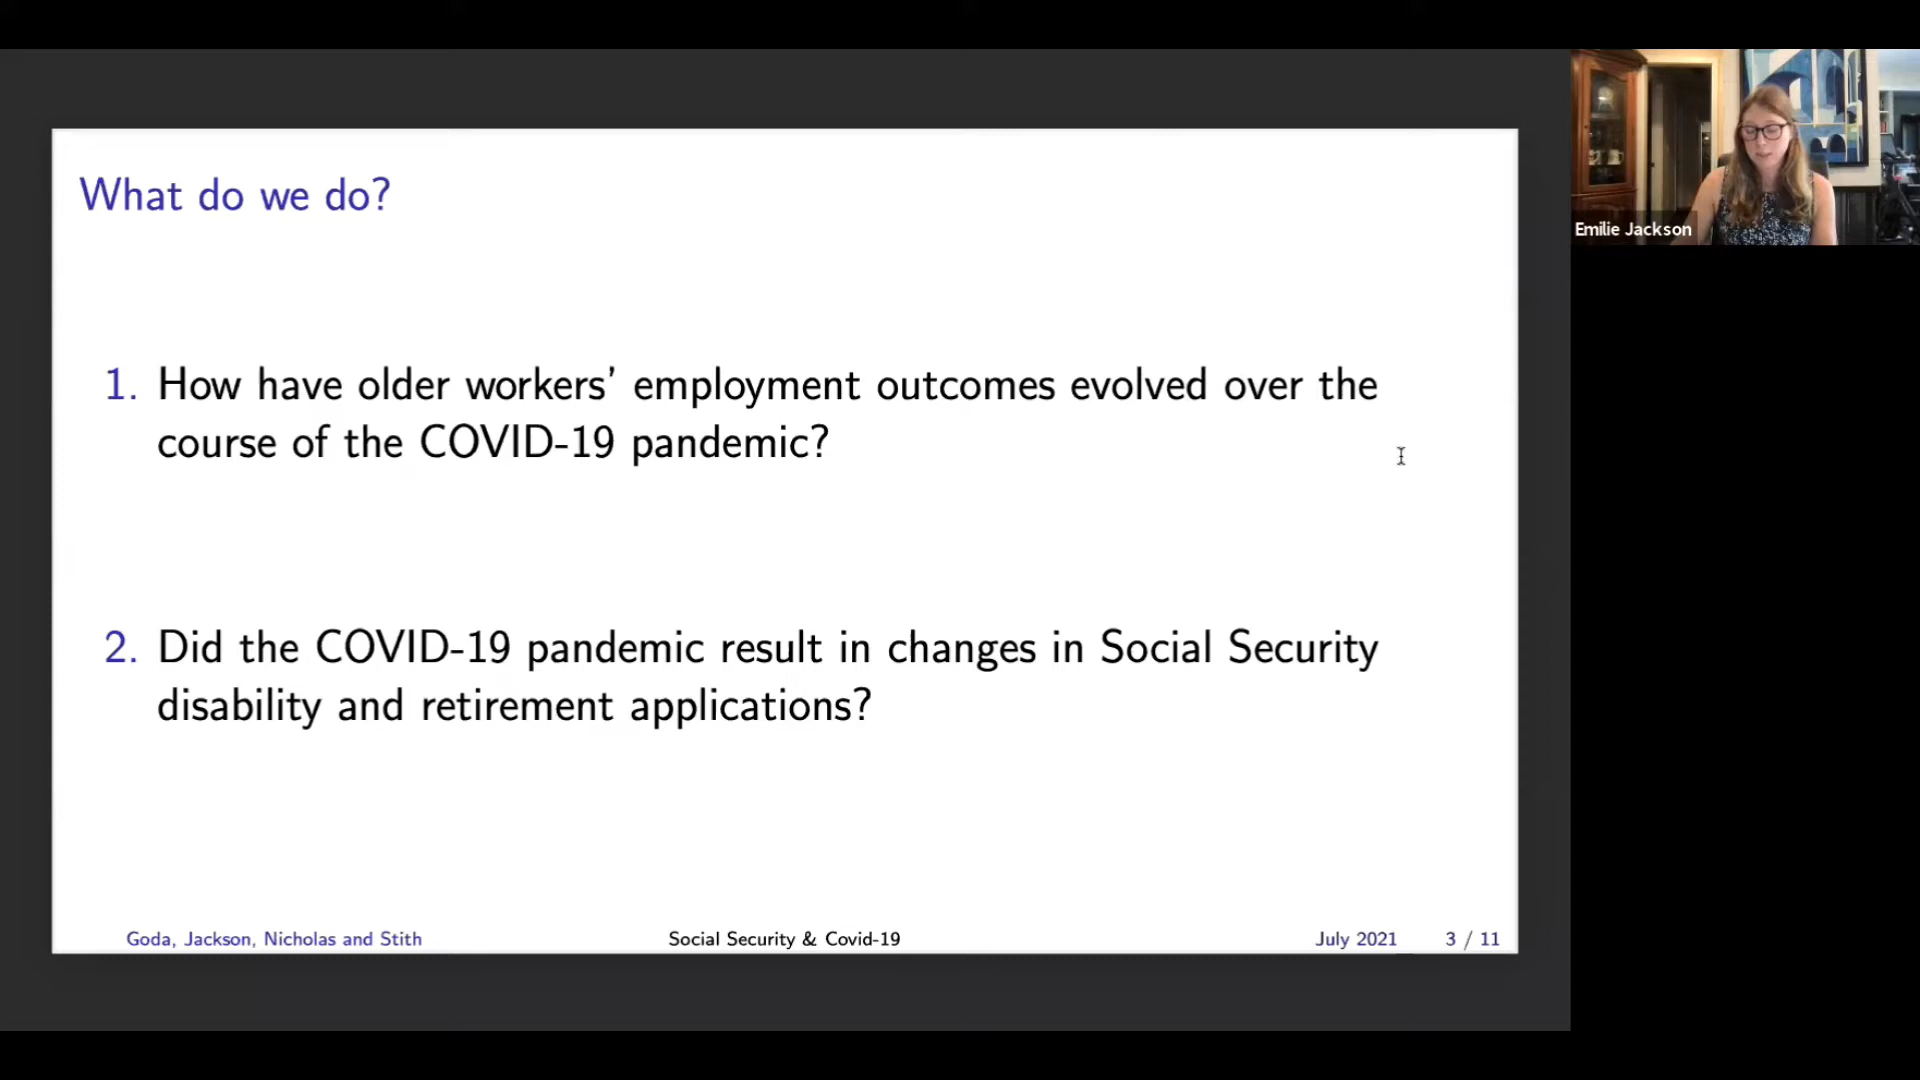 What do we do?
1. How have older workers’ employment outcomes evolved over the
course of the COVID-19 pandemic?
2. Did the COVID-19 pandemic result in changes in Social Security
disability and retirement applications?
Goda, Jackson, Nicholas and Stith
Social Security & Covid-19
July 2021
3 / 11
Emilie Jackson